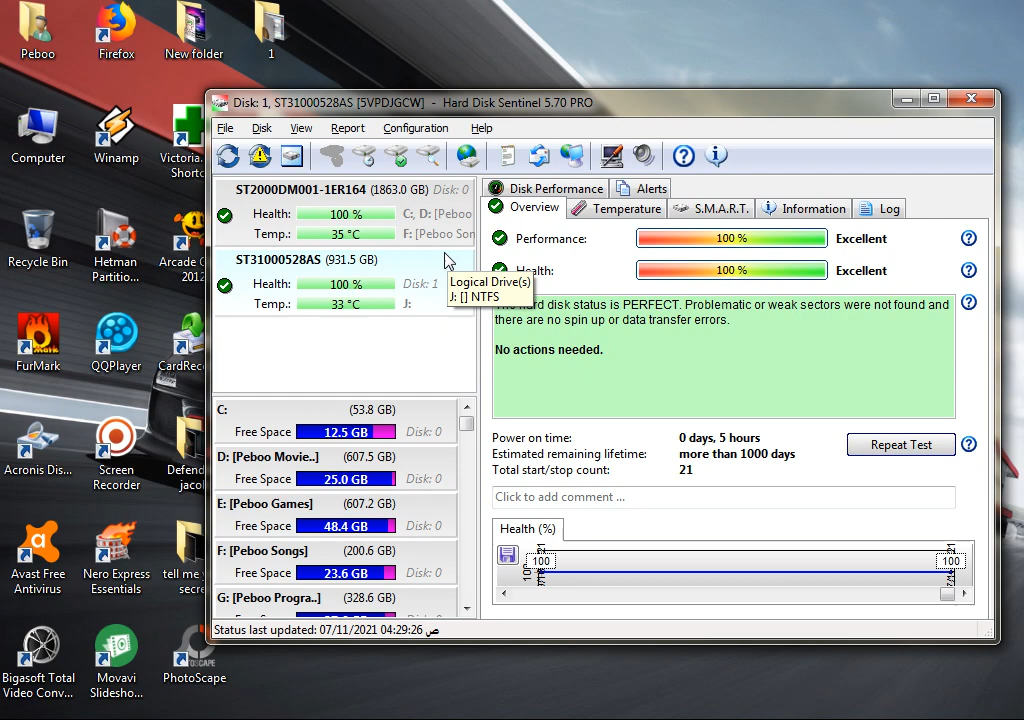 Peboo
Firefox
New folder
1
Computer
Winamp
Victoria.
Shortc
Recycle Bin
Hetman
Partitio...
Arcade C
2012
FurMark
QQPlayer
CardReco
Acronis Dis...
Screen
Recorder
Defend
jacol
Avast Free
Antivirus
Nero Express
Essentials
tell me y
secre
Bigasoft Total
Video Conv...
Movavi
Slidesho...
PhotoScape
Disk: 1, ST31000528AS [5VPDJGCW] - Hard Disk Sentinel 5.70 PRO
File Disk View Report Configuration Help
ST2000DM001-1ER164 (1863.0 GB) Disk: 0
Health: 100 % C:, D: [Peboo
Temp.: 35 °C F: [Peboo Son
ST31000528AS (931.5 GB)
Health: 100 % Disk: 1
Temp.: 33 °C J:
Logical Drive(s)
J: [] NTFS
C: (53.8 GB)
Free Space 12.5 GB Disk: 0
D: [Peboo Movie..] (607.5 GB)
Free Space 25.0 GB Disk: 0
E: [Peboo Games] (607.2 GB)
Free Space 48.4 GB Disk: 0
F: [Peboo Songs] (200.6 GB)
Free Space 23.6 GB Disk: 0
G: [Peboo Progra..] (328.6 GB)
Free Space
Disk Performance Alerts
Overview Temperature S.M.A.R.T. Information Log
Performance: 100 % Excellent
Health: 100 % Excellent
hard disk status is PERFECT. Problematic or weak sectors were not found and
there are no spin up or data transfer errors.
No actions needed.
Power on time: 0 days, 5 hours
Estimated remaining lifetime: more than 1000 days
Total start/stop count: 21
Repeat Test
Click to add comment ...
Health (%)
100
100
100
Status last updated: 07/11/2021 04:29:26 ص